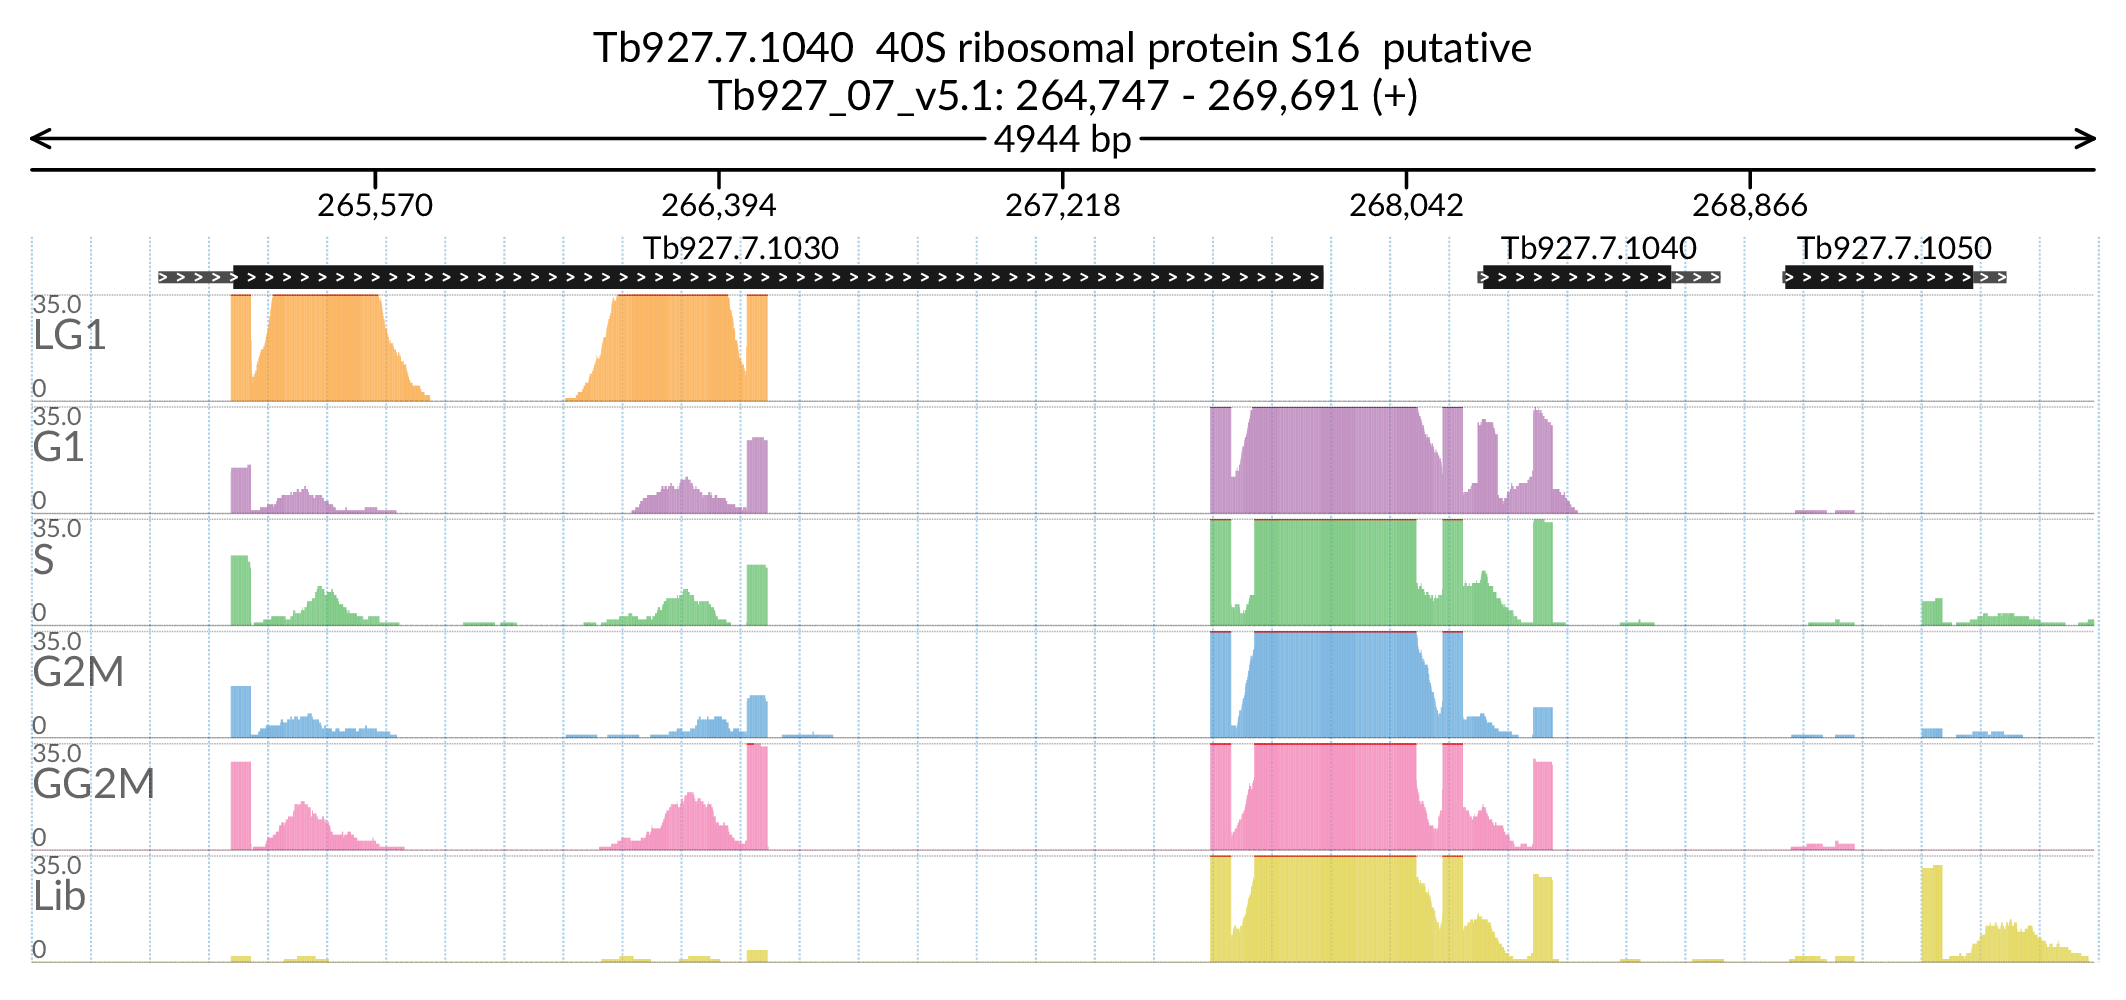 Tb927.7.1040  40S ribosomal protein S16  putative
Tb927_07_v5.1: 264,747 - 269,691 (+)
4944 bp
265,570 266,394 267,218 268,042 268,866
Tb927.7.1030 Tb927.7.1040 Tb927.7.1050
35.0
LG1
0
35.0
G1
0
35.0
S
0
35.0
G2M
0
35.0
GG2M
0
35.0
Lib
0